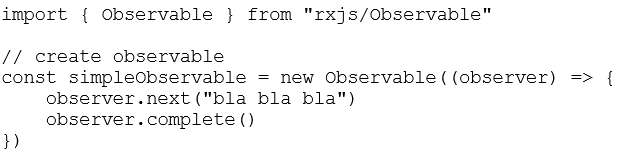 import { Observable } from "rxjs/Observable"

// create observable
const simpleObservable = new Observable((observer) => {
    observer.next("bla bla bla")
    observer.complete()
})